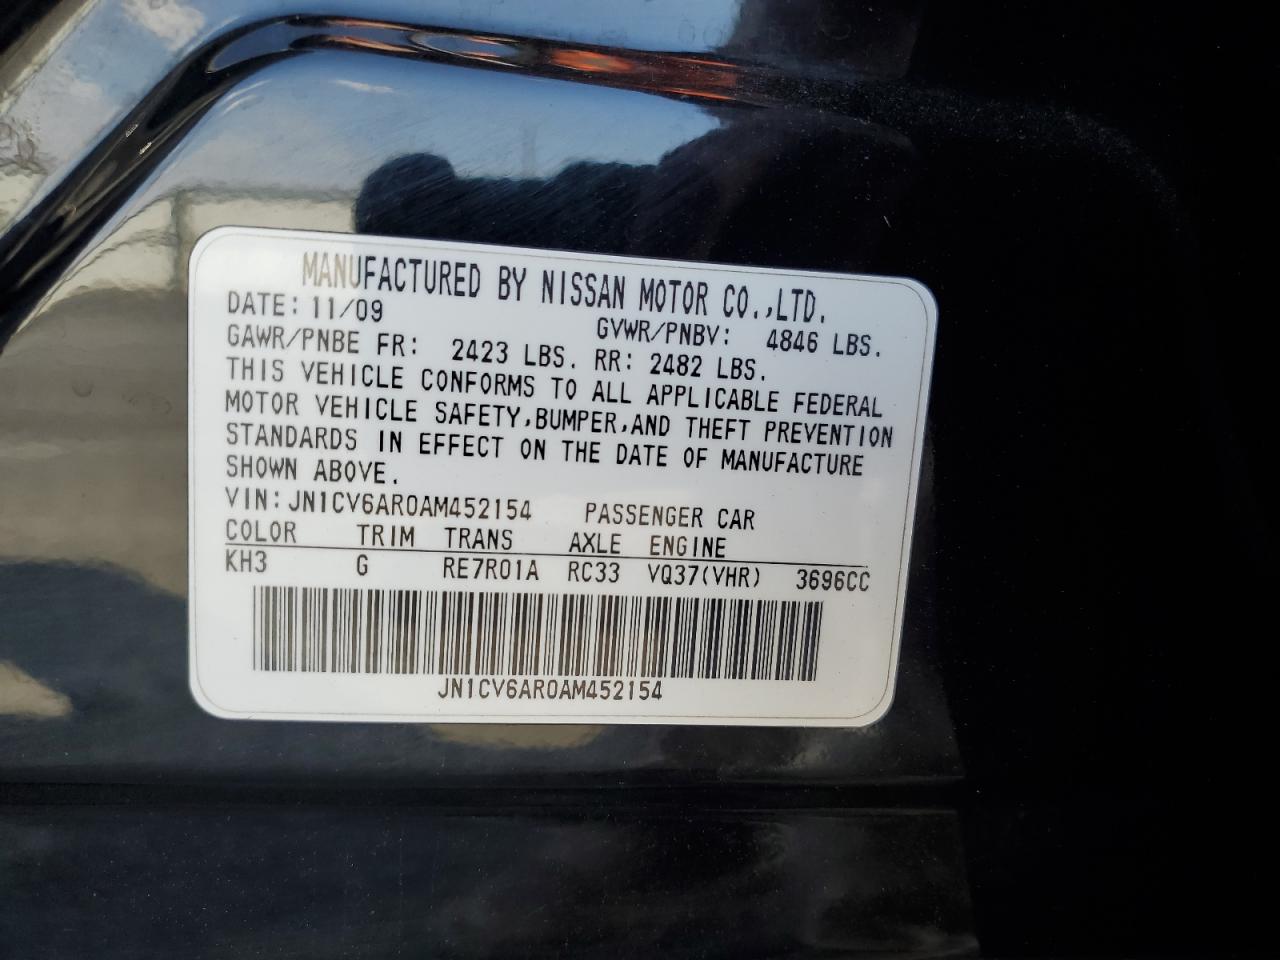 MANUFACTURED BY NISSAN MOTOR CO.,LTD.
DATE: 11/09 GVWR/PNBV: 4846 LBS.
GAWR/PNBE FR: 2423 LBS. RR: 2482 LBS.
THIS VEHICLE CONFORMS TO ALL APPLICABLE FEDERAL
MOTOR VEHICLE SAFETY,BUMPER,AND THEFT PREVENTION
STANDARDS IN EFFECT ON THE DATE OF MANUFACTURE
SHOWN ABOVE.
VIN: JN1CV6AR0AM452154 PASSENGER CAR
COLOR TRIM TRANS AXLE ENGINE
KH3 G RE7R01A RC33 VQ37(VHR) 3696CC
JN1CV6AR0AM452154